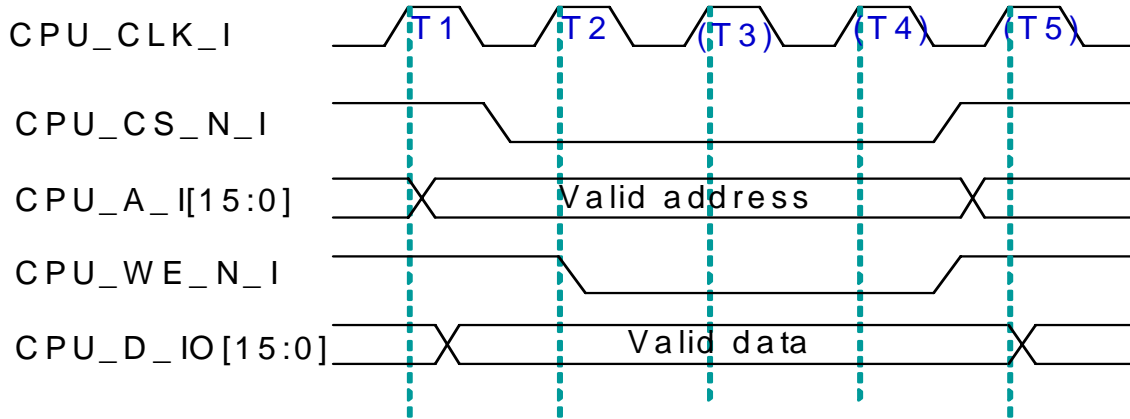 CPU_CLK_I T1 T2 (T3) (T4) (T5)
CPU_CS_N_I
CPU_A_I[15:0] Valid address
CPU_WE_N_I
CPU_D_IO[15:0] Valid data